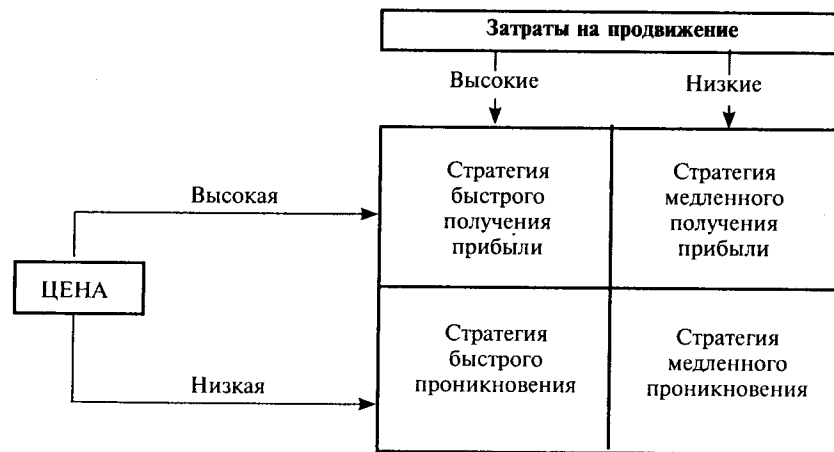 Затраты на продвижение
Высокие
Низкие
Стратегия
быстрого
получения
прибыли
Стратегия
медленного
получения
прибыли
Высокая
ЦЕНА
Низкая
Стратегия
быстрого
проникновения
Стратегия
медленного
проникновения